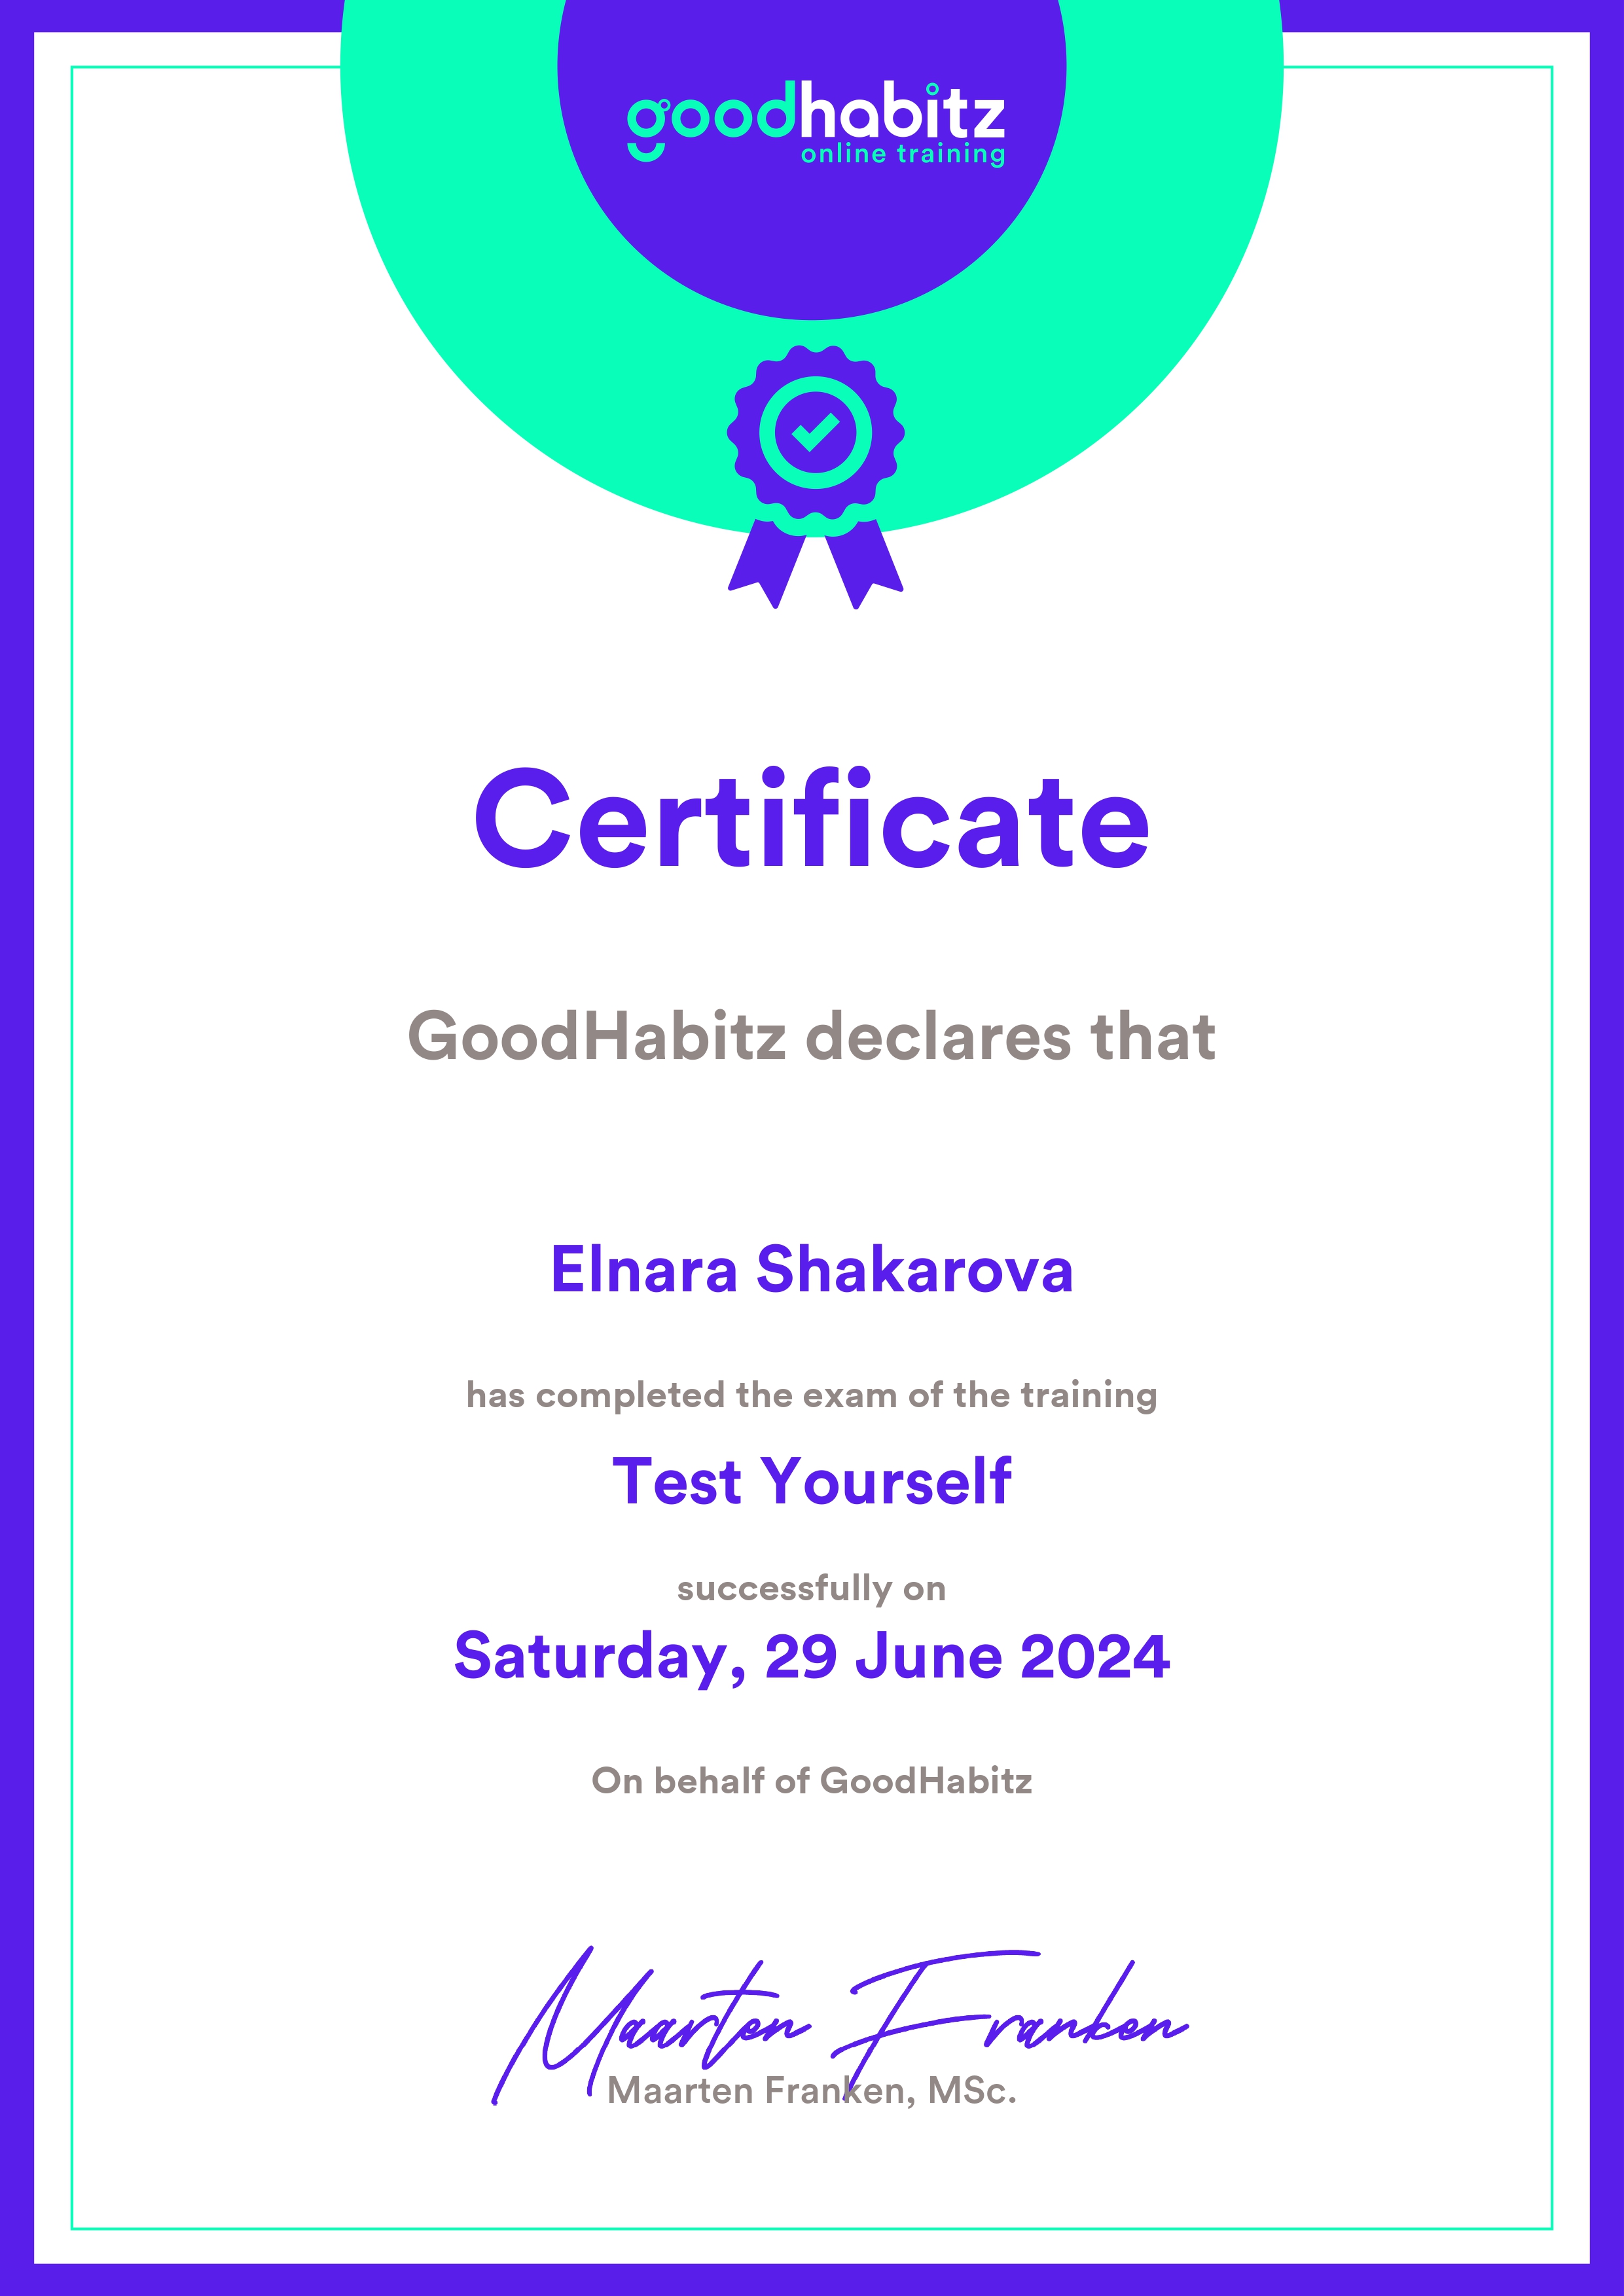 goodhabitz
online training
Certificate
GoodHabitz declares that
Elnara Shakarova
has completed the exam of the training
Test Yourself
successfully on
Saturday, 29 June 2024
On behalf of GoodHabitz
Maarten Franken
Maarten Franken, MSc.